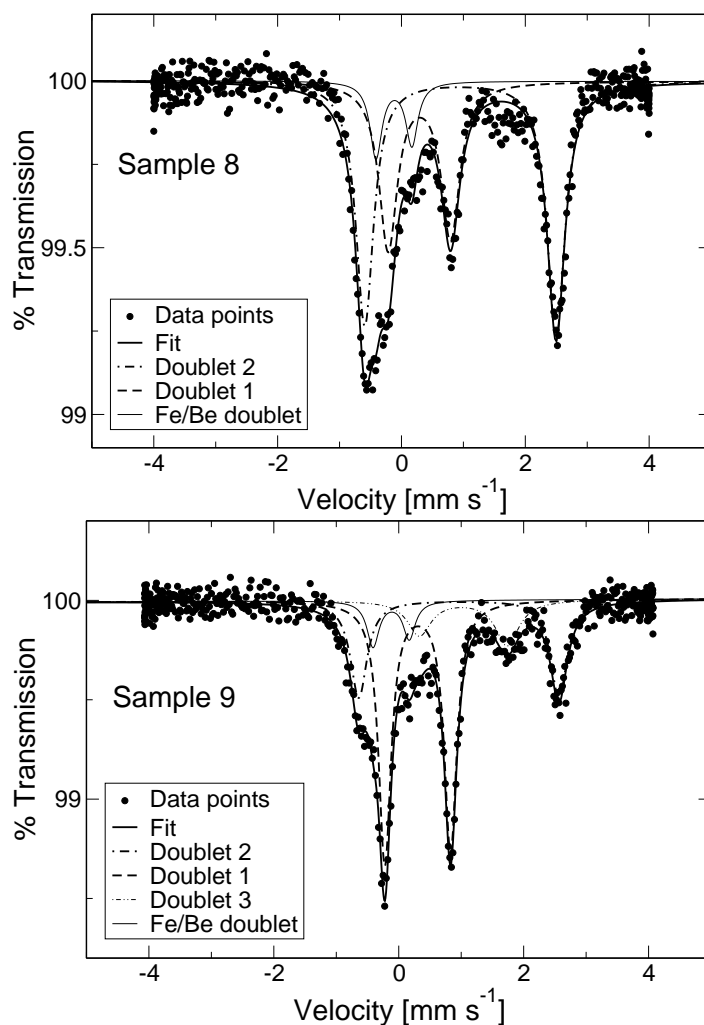 100
99.5
99
% Transmission
Sample 8
Data points
Fit
Doublet 2
Doublet 1
Fe/Be doublet
-4 -2 0 2 4
Velocity [mm s-1]
100
99
% Transmission
Sample 9
Data points
Fit
Doublet 2
Doublet 1
Doublet 3
Fe/Be doublet
-4 -2 0 2 4
Velocity [mm s-1]